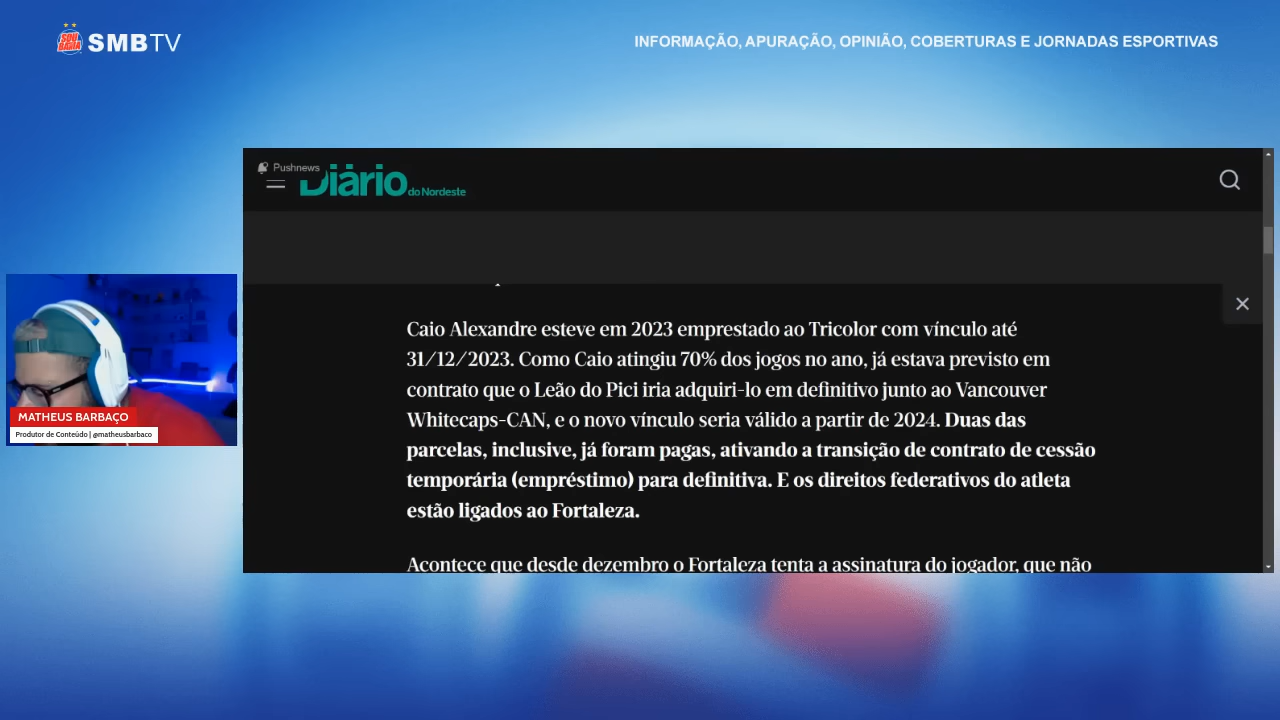 SOU BAHIA
SMBTV
INFORMAÇÃO, APURAÇÃO, OPINIÃO, COBERTURAS E JORNADAS ESPORTIVAS
Pushnews
Diário do Nordeste
Caio Alexandre esteve em 2023 emprestado ao Tricolor com vínculo até
31/12/2023. Como Caio atingiu 70% dos jogos no ano, já estava previsto em
contrato que o Leão do Pici iria adquiri-lo em definitivo junto ao Vancouver
Whitecaps-CAN, e o novo vínculo seria válido a partir de 2024. Duas das
parcelas, inclusive, já foram pagas, ativando a transição de contrato de cessão
temporária (empréstimo) para definitiva. E os direitos federativos do atleta
estão ligados ao Fortaleza.
Acontece que desde dezembro o Fortaleza tenta a assinatura do jogador, que não
MATHEUS BARBAÇO
Produtor de Conteúdo | @matheusbarbaco